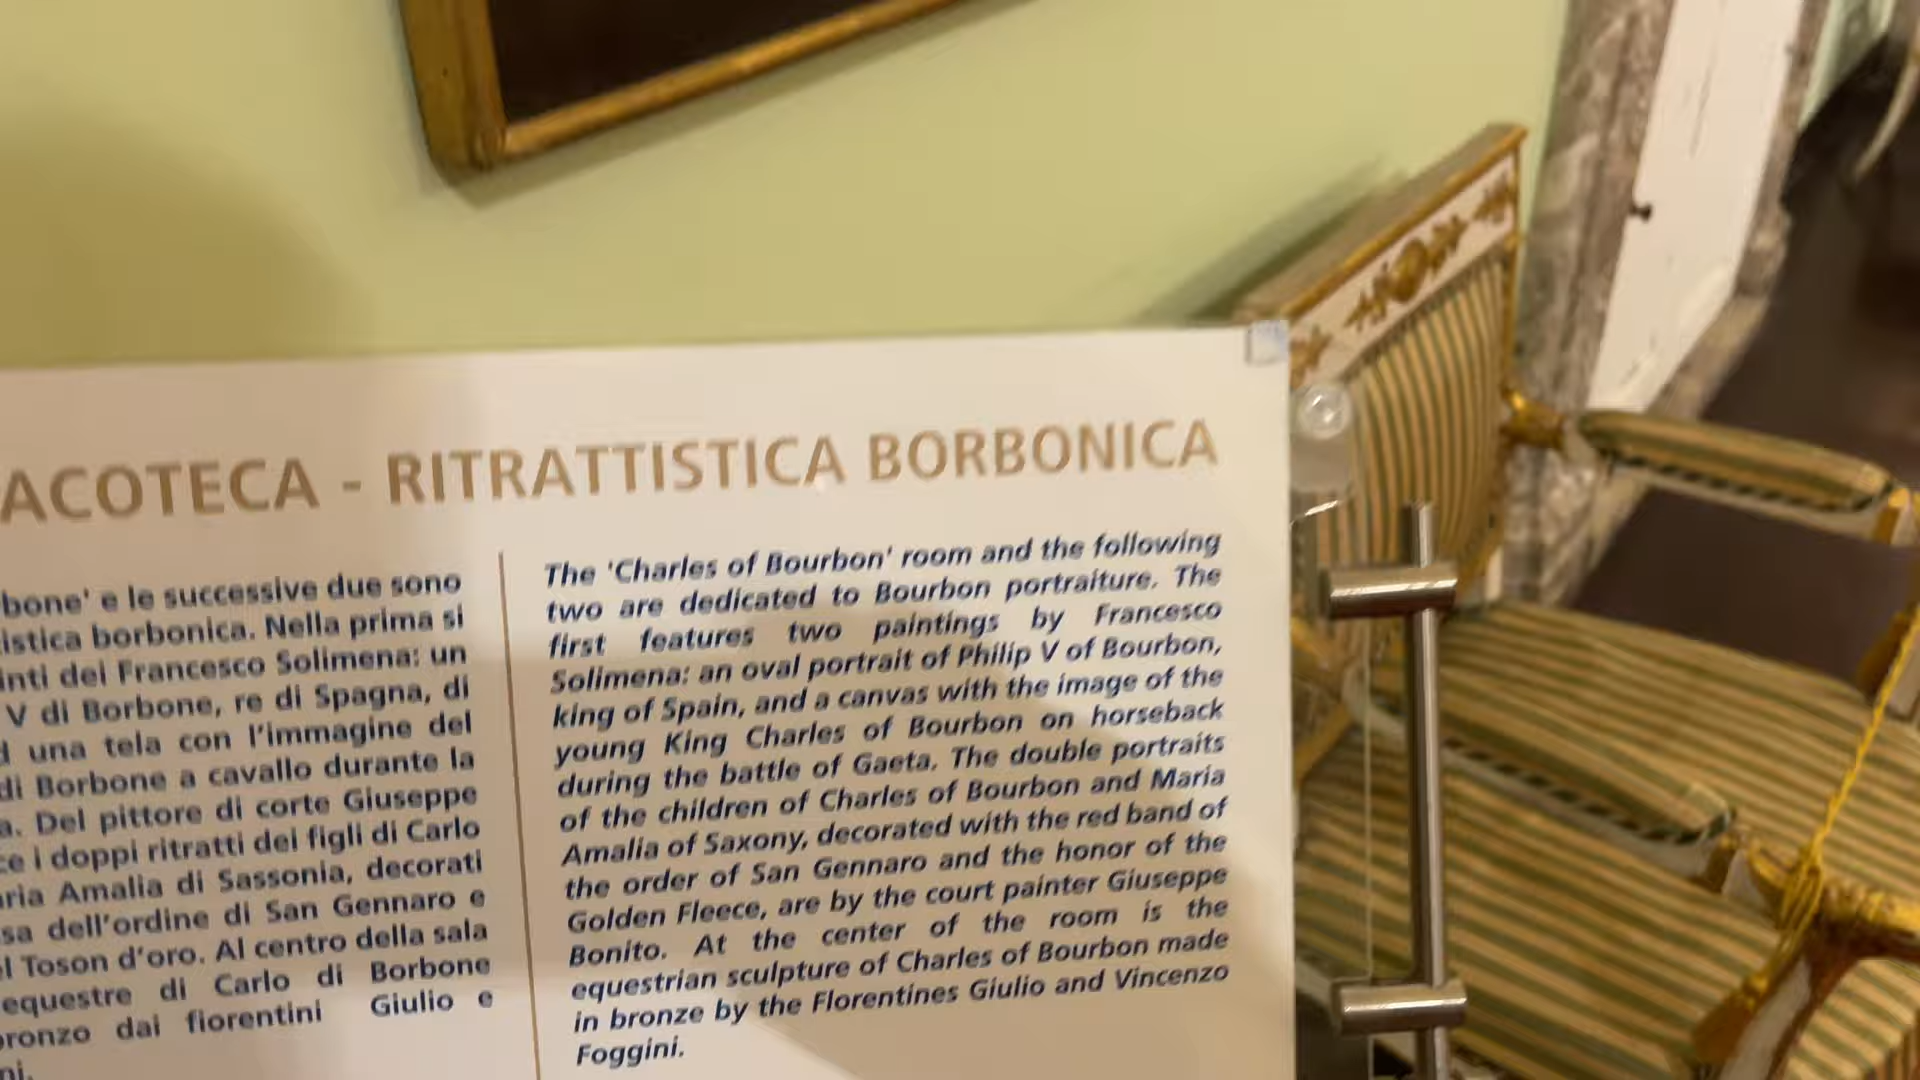 ACOTECA - RITRATTISTICA BORBONICA
bone' e le successive due sono
istica borbonica. Nella prima si
inti del Francesco Solimena: un
V di Borbone, re di Spagna, di
d una tela con l'immagine del
di Borbone a cavallo durante la
a. Del pittore di corte Giuseppe
ce i doppi ritratti dei figli di Carlo
aria Amalia di Sassonia, decorati
sa dell'ordine di San Gennaro e
el Toson d'oro. Al centro della sala
equestre di Carlo di Borbone
bronzo dai fiorentini Giulio e
ni.
The 'Charles of Bourbon' room and the following
two are dedicated to Bourbon portraiture. The
first features two paintings by Francesco
Solimena: an oval portrait of Philip V of Bourbon,
king of Spain, and a canvas with the image of the
young King Charles of Bourbon on horseback
during the battle of Gaeta. The double portraits
of the children of Charles of Bourbon and Maria
Amalia of Saxony, decorated with the red band of
the order of San Gennaro and the honor of the
Golden Fleece, are by the court painter Giuseppe
Bonito. At the center of the room is the
equestrian sculpture of Charles of Bourbon made
in bronze by the Florentines Giulio and Vincenzo
Foggini.